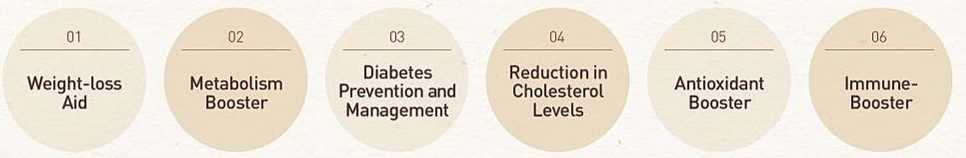 01
Weight-loss
Aid
02
Metabolism
Booster
03
Diabetes
Prevention and
Management
04
Reduction in
Cholesterol
Levels
05
Antioxidant
Booster
06
Immune-
Booster